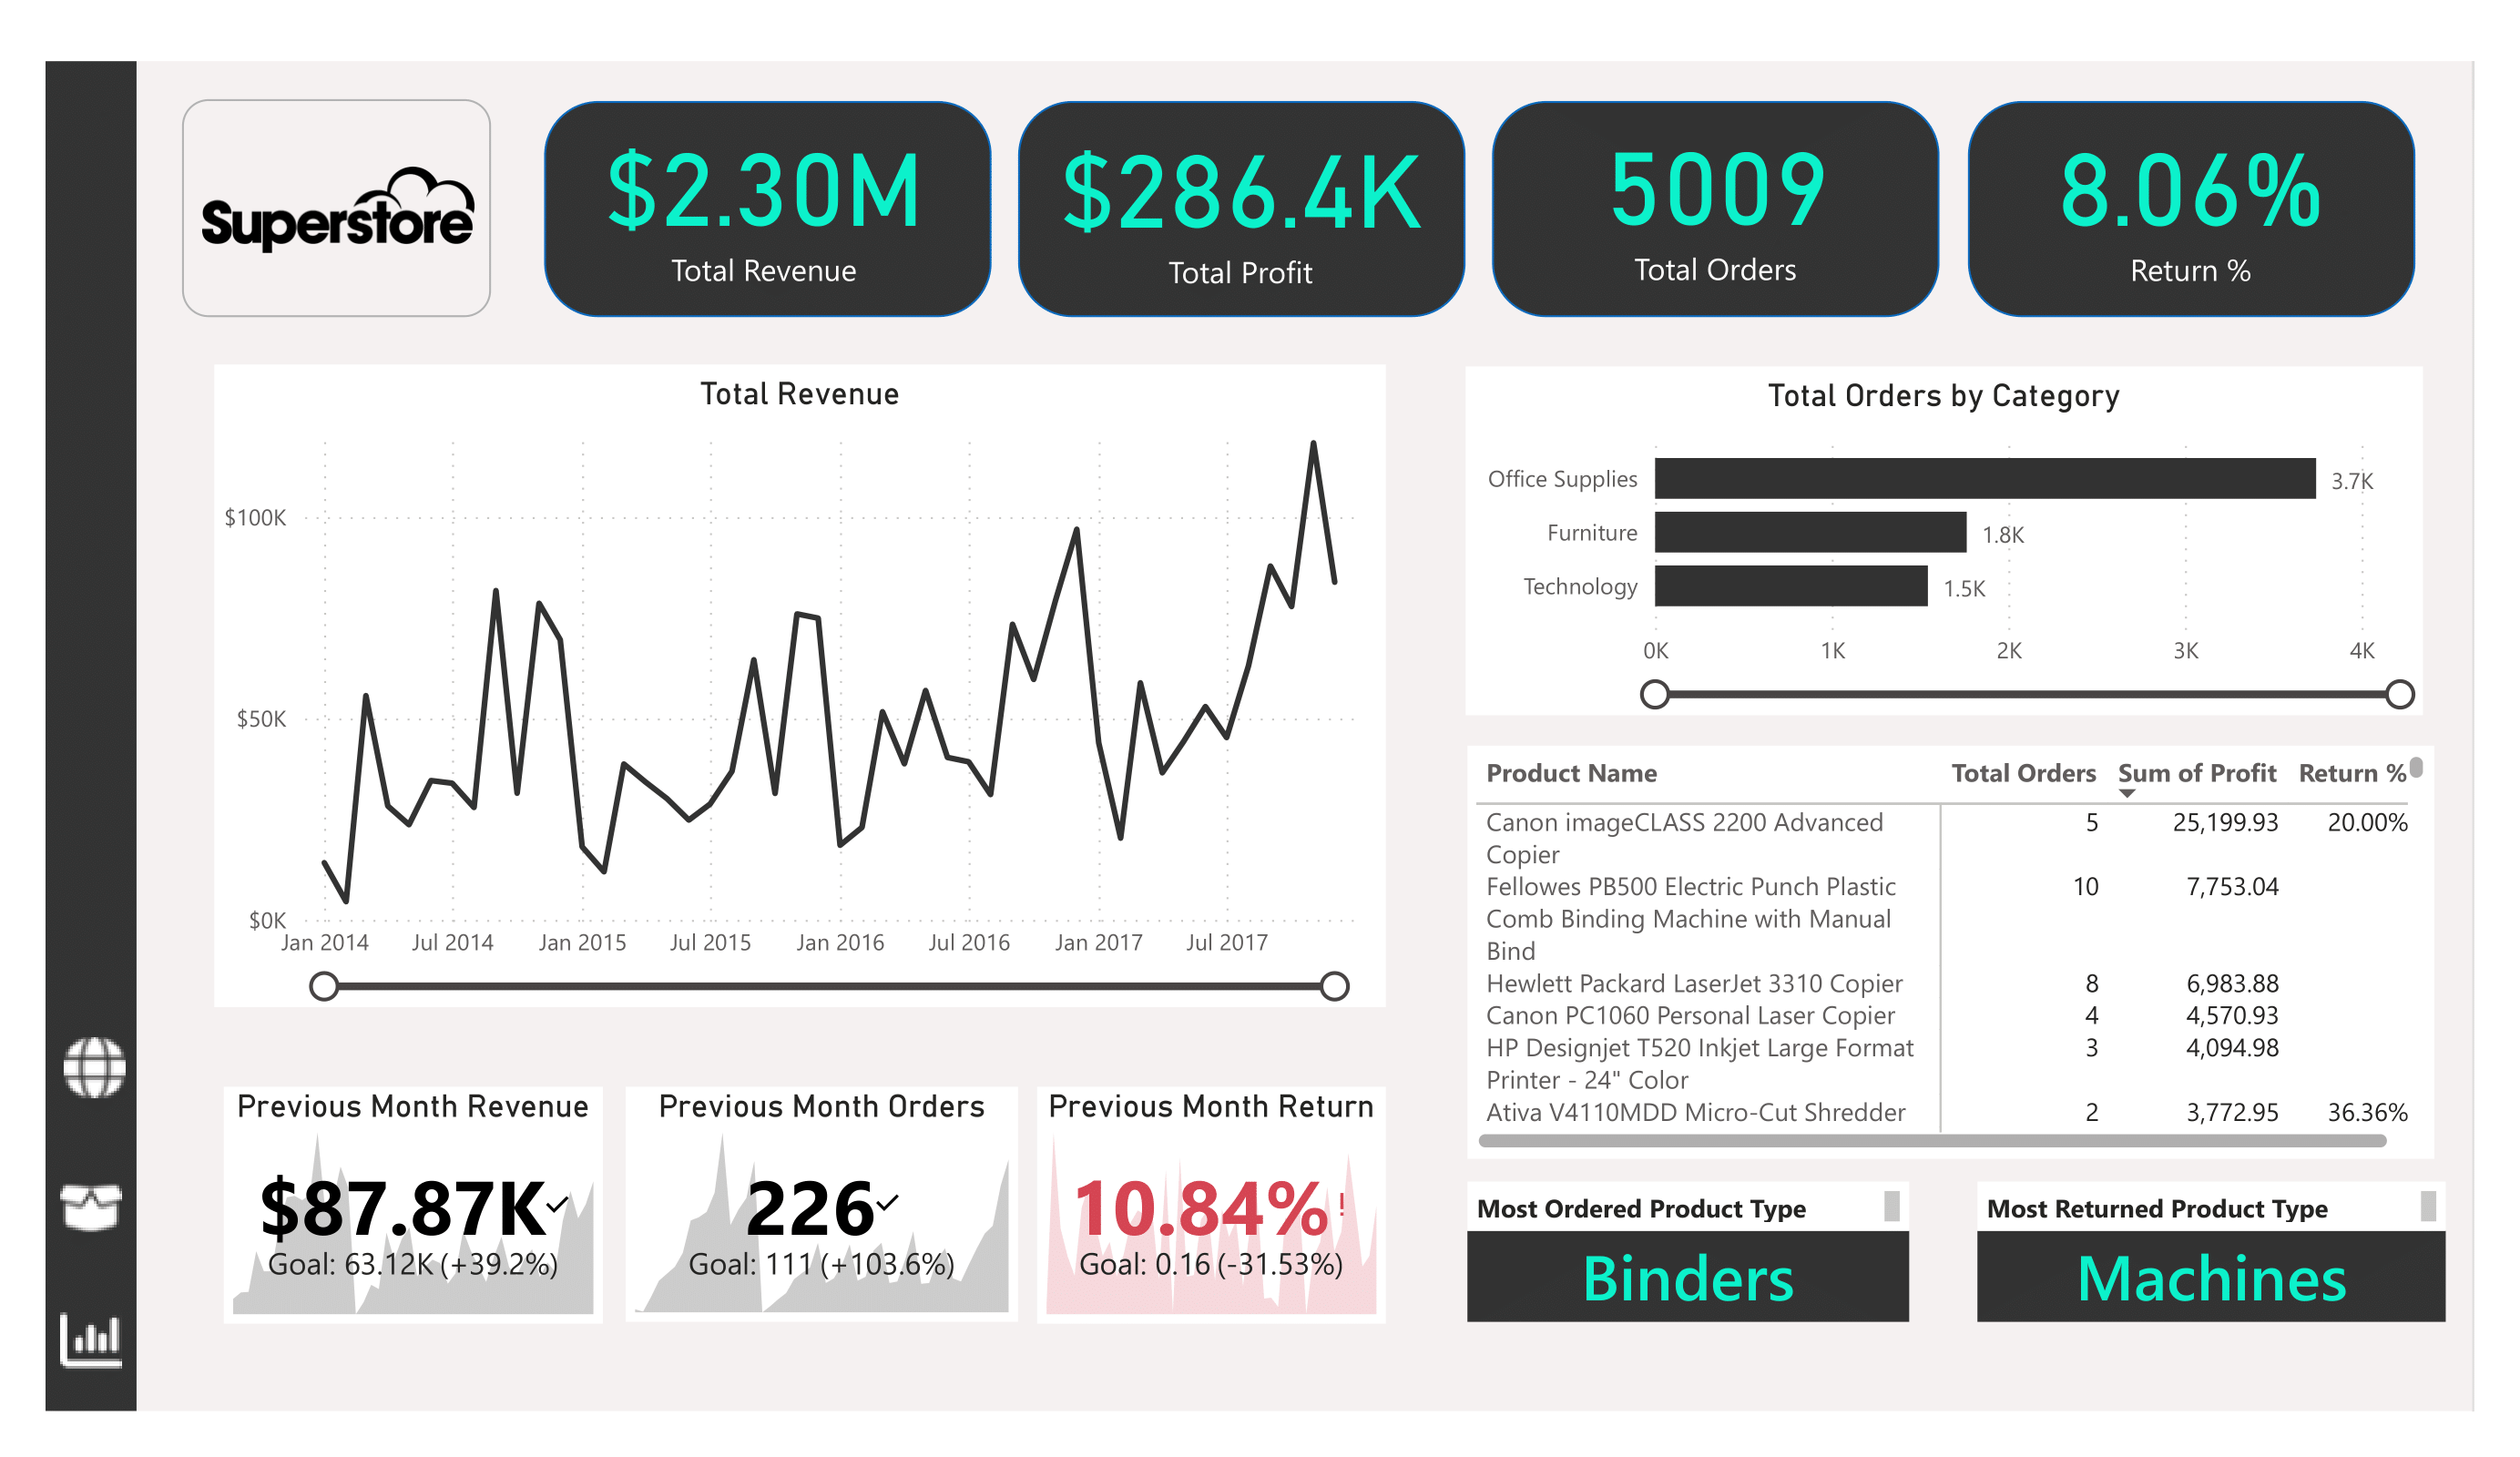 Superstore
$2.30M
Total Revenue
$286.4K
Total Profit
5009
Total Orders
8.06%
Return %
Total Revenue
$100K
$50K
$0K
Jan 2014 Jul 2014 Jan 2015 Jul 2015 Jan 2016 Jul 2016 Jan 2017 Jul 2017
Total Orders by Category
Office Supplies 3.7K
Furniture 1.8K
Technology 1.5K
0K 1K 2K 3K 4K
Product Name Total Orders Sum of Profit Return %
Canon imageCLASS 2200 Advanced 5 25,199.93 20.00%
Copier
Fellowes PB500 Electric Punch Plastic 10 7,753.04
Comb Binding Machine with Manual
Bind
Hewlett Packard LaserJet 3310 Copier 8 6,983.88
Canon PC1060 Personal Laser Copier 4 4,570.93
HP Designjet T520 Inkjet Large Format 3 4,094.98
Printer - 24" Color
Ativa V4110MDD Micro-Cut Shredder 2 3,772.95 36.36%
Previous Month Revenue
$87.87K
Goal: 63.12K (+39.2%)
Previous Month Orders
226
Goal: 111 (+103.6%)
Previous Month Return
10.84%!
Goal: 0.16 (-31.53%)
Most Ordered Product Type
Binders
Most Returned Product Type
Machines